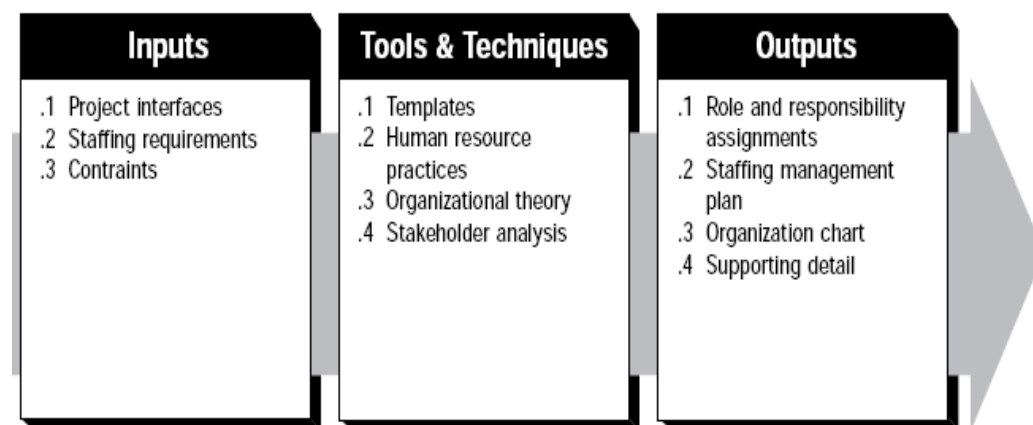 Inputs
.1 Project interfaces
.2 Staffing requirements
.3 Contraints
Tools & Techniques
.1 Templates
.2 Human resource
practices
.3 Organizational theory
.4 Stakeholder analysis
Outputs
.1 Role and responsibility
assignments
.2 Staffing management
plan
.3 Organization chart
.4 Supporting detail